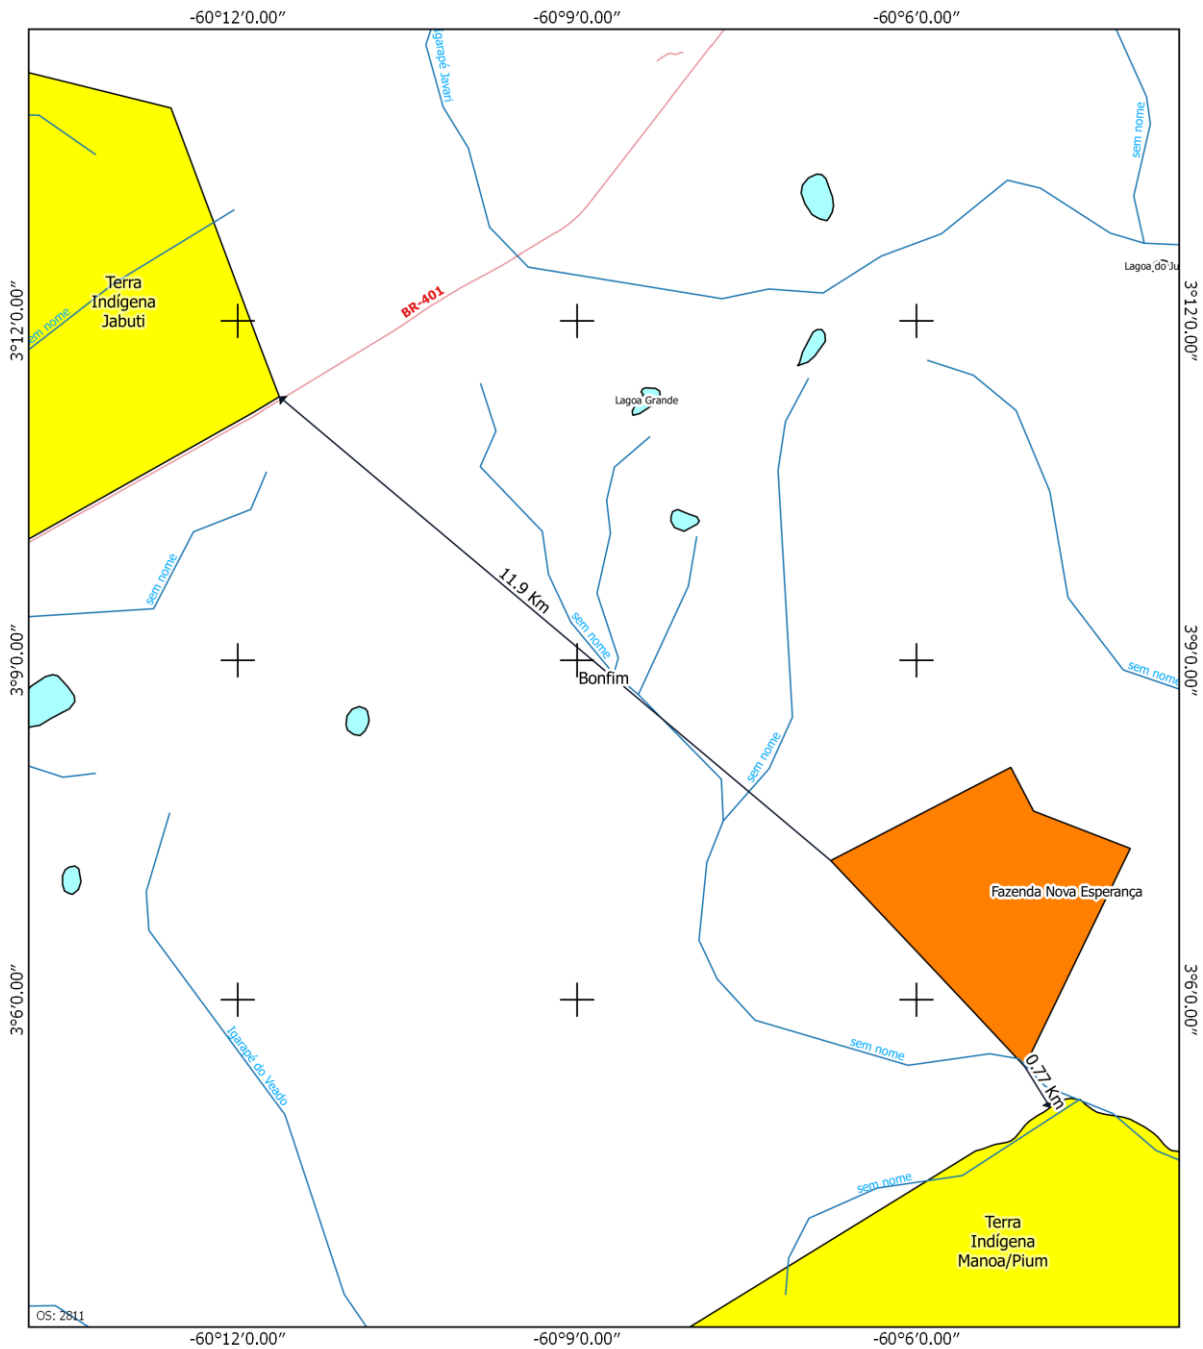 -60°12'0.00"
-60°9'0.00"
-60°6'0.00"
Igarapé Javari
sem nome
Lagoa do Ju
Terra
Indígena
Jabuti
sem nome
BR-401
3°12'0.00"
3°12'0.00"
Lagoa Grande
11.9 Km
sem nome
sem nome
Bonfim
3°9'0.00"
3°9'0.00"
sem nome
sem nome
Fazenda Nova Esperança
3°6'0.00"
3°6'0.00"
Igarapé do Veado
sem nome
0.77 Km
sem nome
Terra
Indígena
Manoa/Pium
OS: 2811
-60°12'0.00"
-60°9'0.00"
-60°6'0.00"